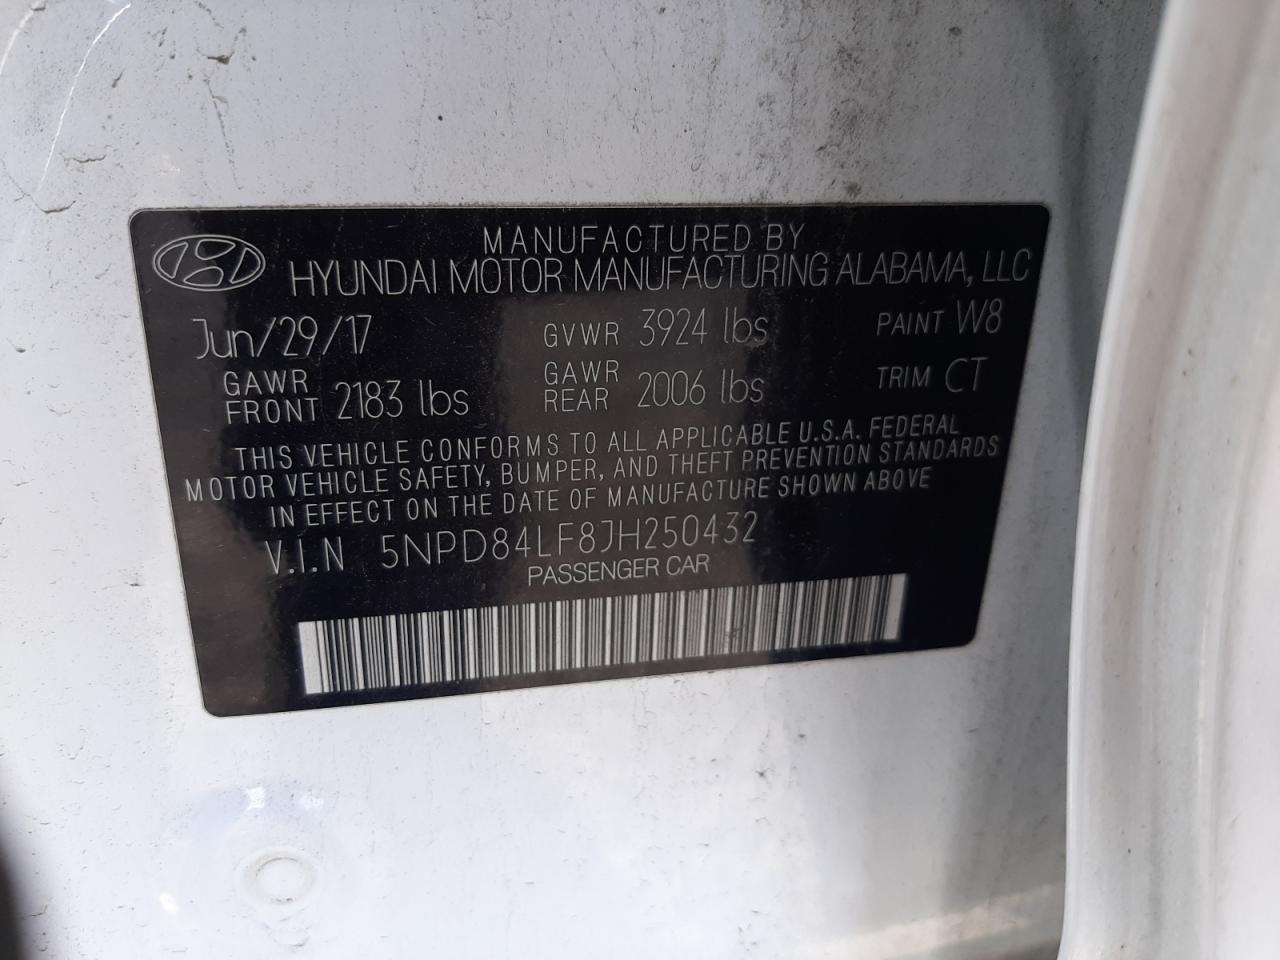 MANUFACTURED BY
HYUNDAI MOTOR MANUFACTURING ALABAMA, LLC
Jun/29/17 GVWR 3924 lbs PAINT W8
GAWR FRONT 2183 lbs GAWR REAR 2006 lbs TRIM CT
THIS VEHICLE CONFORMS TO ALL APPLICABLE U.S.A. FEDERAL
MOTOR VEHICLE SAFETY, BUMPER, AND THEFT PREVENTION STANDARDS
IN EFFECT ON THE DATE OF MANUFACTURE SHOWN ABOVE
V.I.N 5NPD84LF8JH250432
PASSENGER CAR